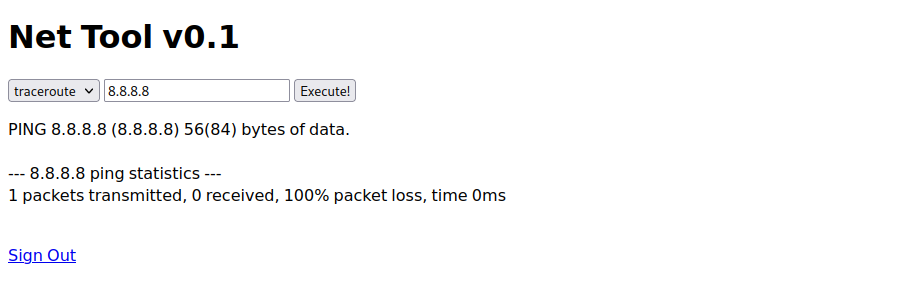 Net Tool v0.1
traceroute 8.8.8.8 Execute!
PING 8.8.8.8 (8.8.8.8) 56(84) bytes of data.
--- 8.8.8.8 ping statistics ---
1 packets transmitted, 0 received, 100% packet loss, time 0ms
Sign Out